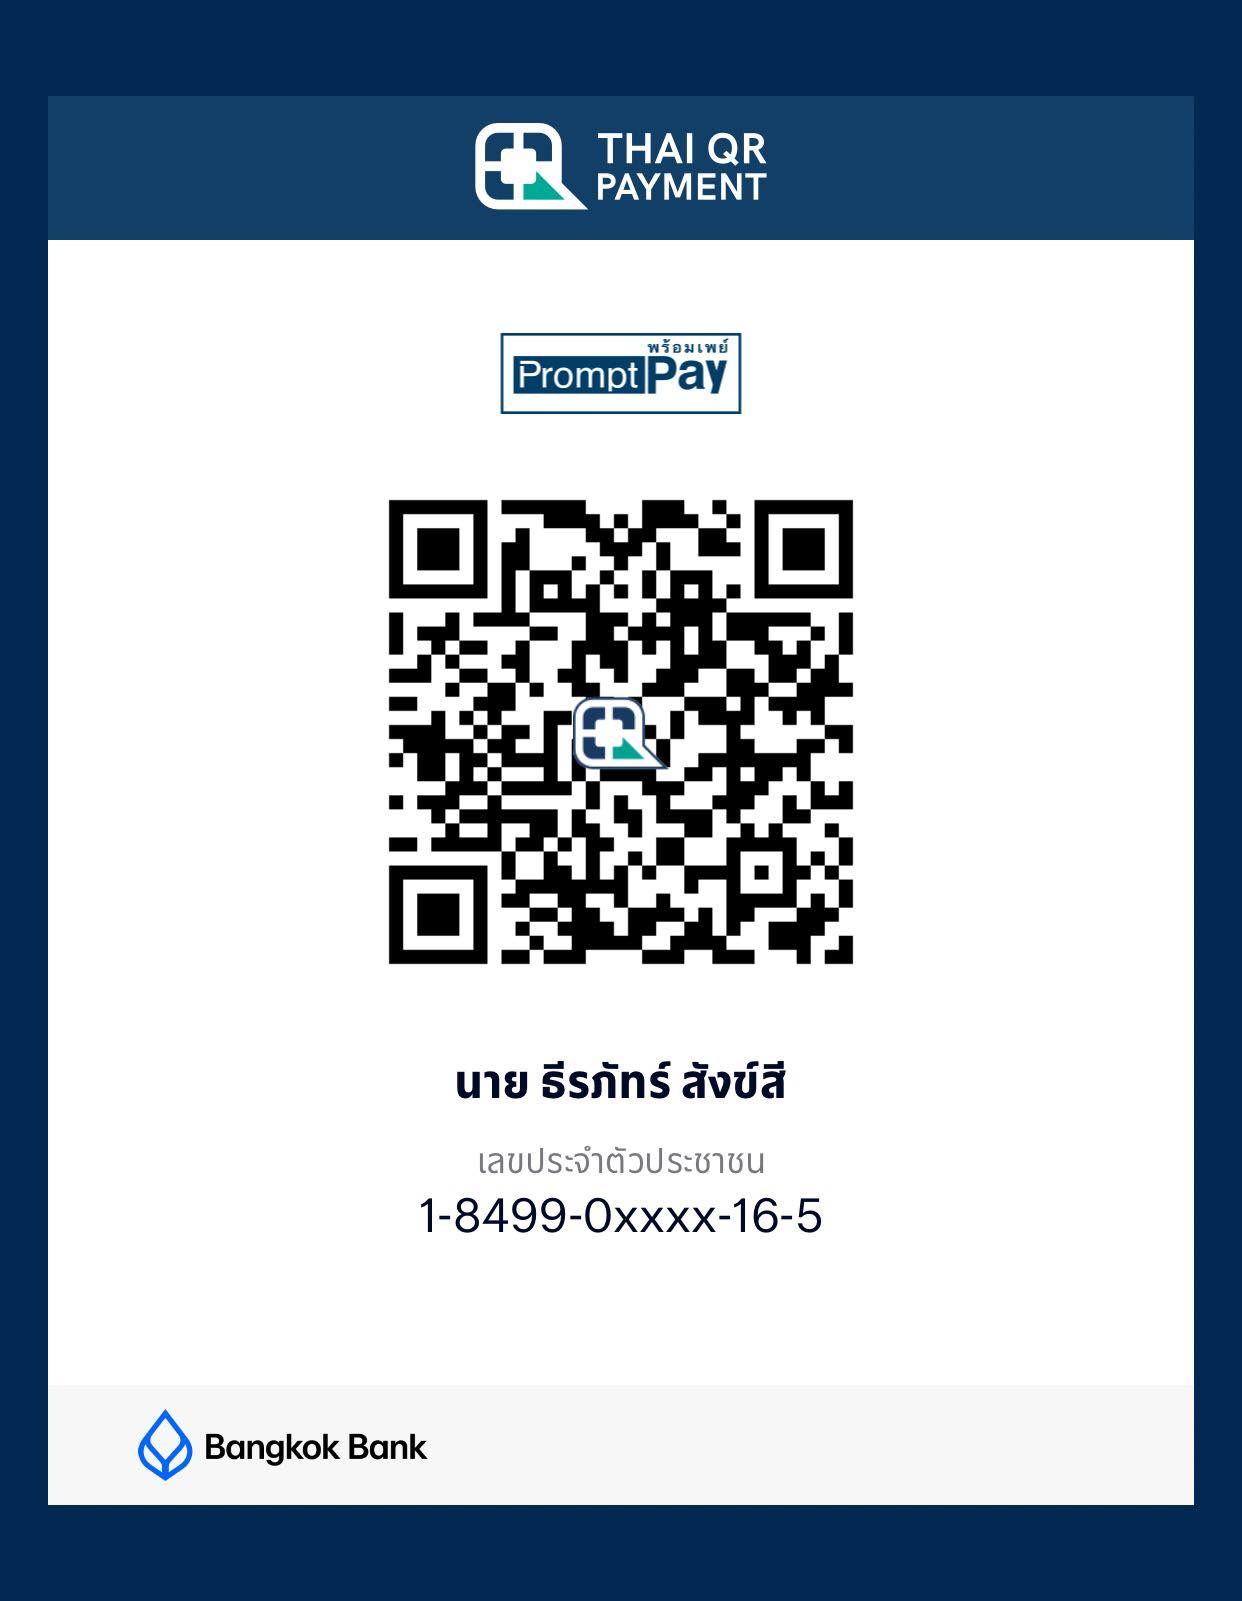 THAI QR
PAYMENT
พร้อมเพย์
PromptPay
นาย ธีรภัทร์ สังข์สี
เลขประจำตัวประชาชน
1-8499-0xxxx-16-5
Bangkok Bank